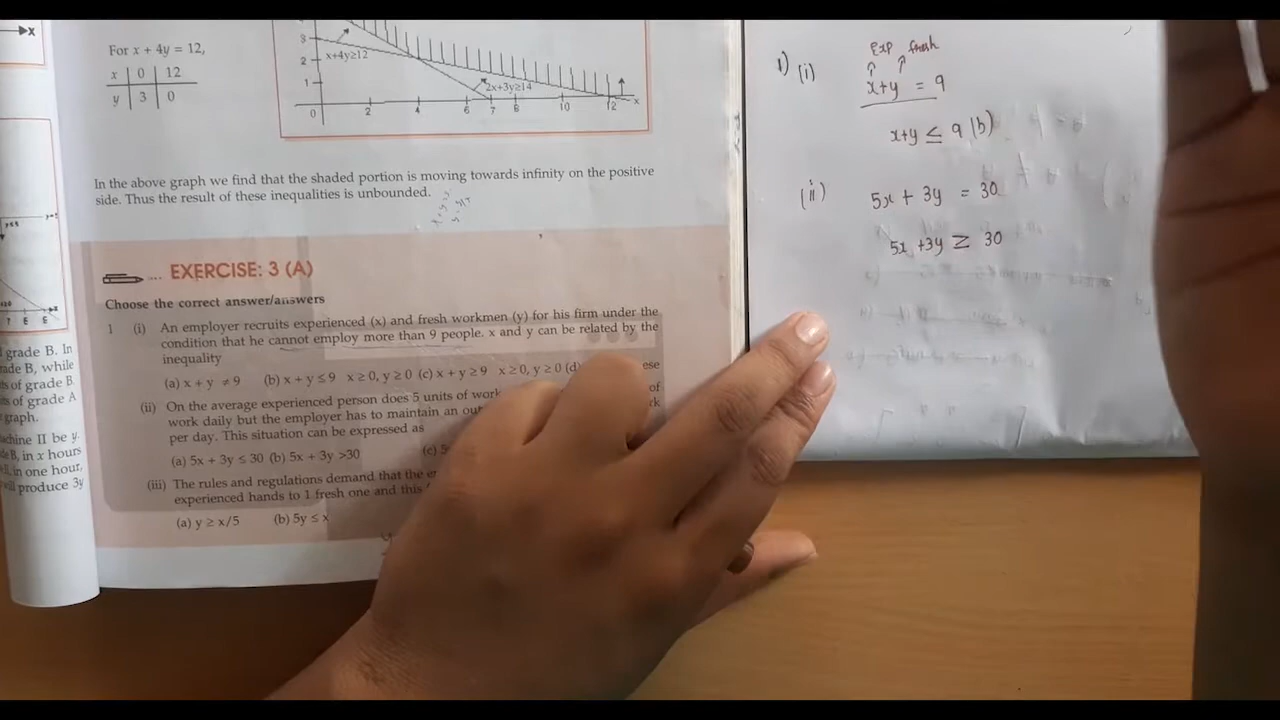 x
For x + 4y = 12,
x 0 12
y 3 0
3
2
1
0
2
4
6
7
8
10
12
x
x+4y≥12
2x+3y≥14
In the above graph we find that the shaded portion is moving towards infinity on the positive
side. Thus the result of these inequalities is unbounded.
EXERCISE: 3 (A)
Choose the correct answer/answers
1 (i) An employer recruits experienced (x) and fresh workmen (y) for his firm under the
condition that he cannot employ more than 9 people. x and y can be related by the
inequality
(a) x + y ≠ 9 (b) x + y ≤ 9 x ≥ 0, y ≥ 0 (c) x + y ≥ 9 x ≥ 0, y ≥ 0 (d)
(ii) On the average experienced person does 5 units of work of
work daily but the employer has to maintain an
per day. This situation can be expressed as
(a) 5x + 3y ≤ 30 (b) 5x + 3y >30 (c)
(iii) The rules and regulations demand that the
experienced hands to 1 fresh one and this
(a) y ≥ x/5 (b) 5y ≤ x
grade B. In
de B, while
ts of grade B
s of grade A
graph.
chine II be y.
e B, in x hours
in one hour,
will produce 3y
Exp fresh
1) (i) x+y = 9
x+y ≤ 9 (b)
(ii) 5x + 3y = 30
5x +3y ≥ 30